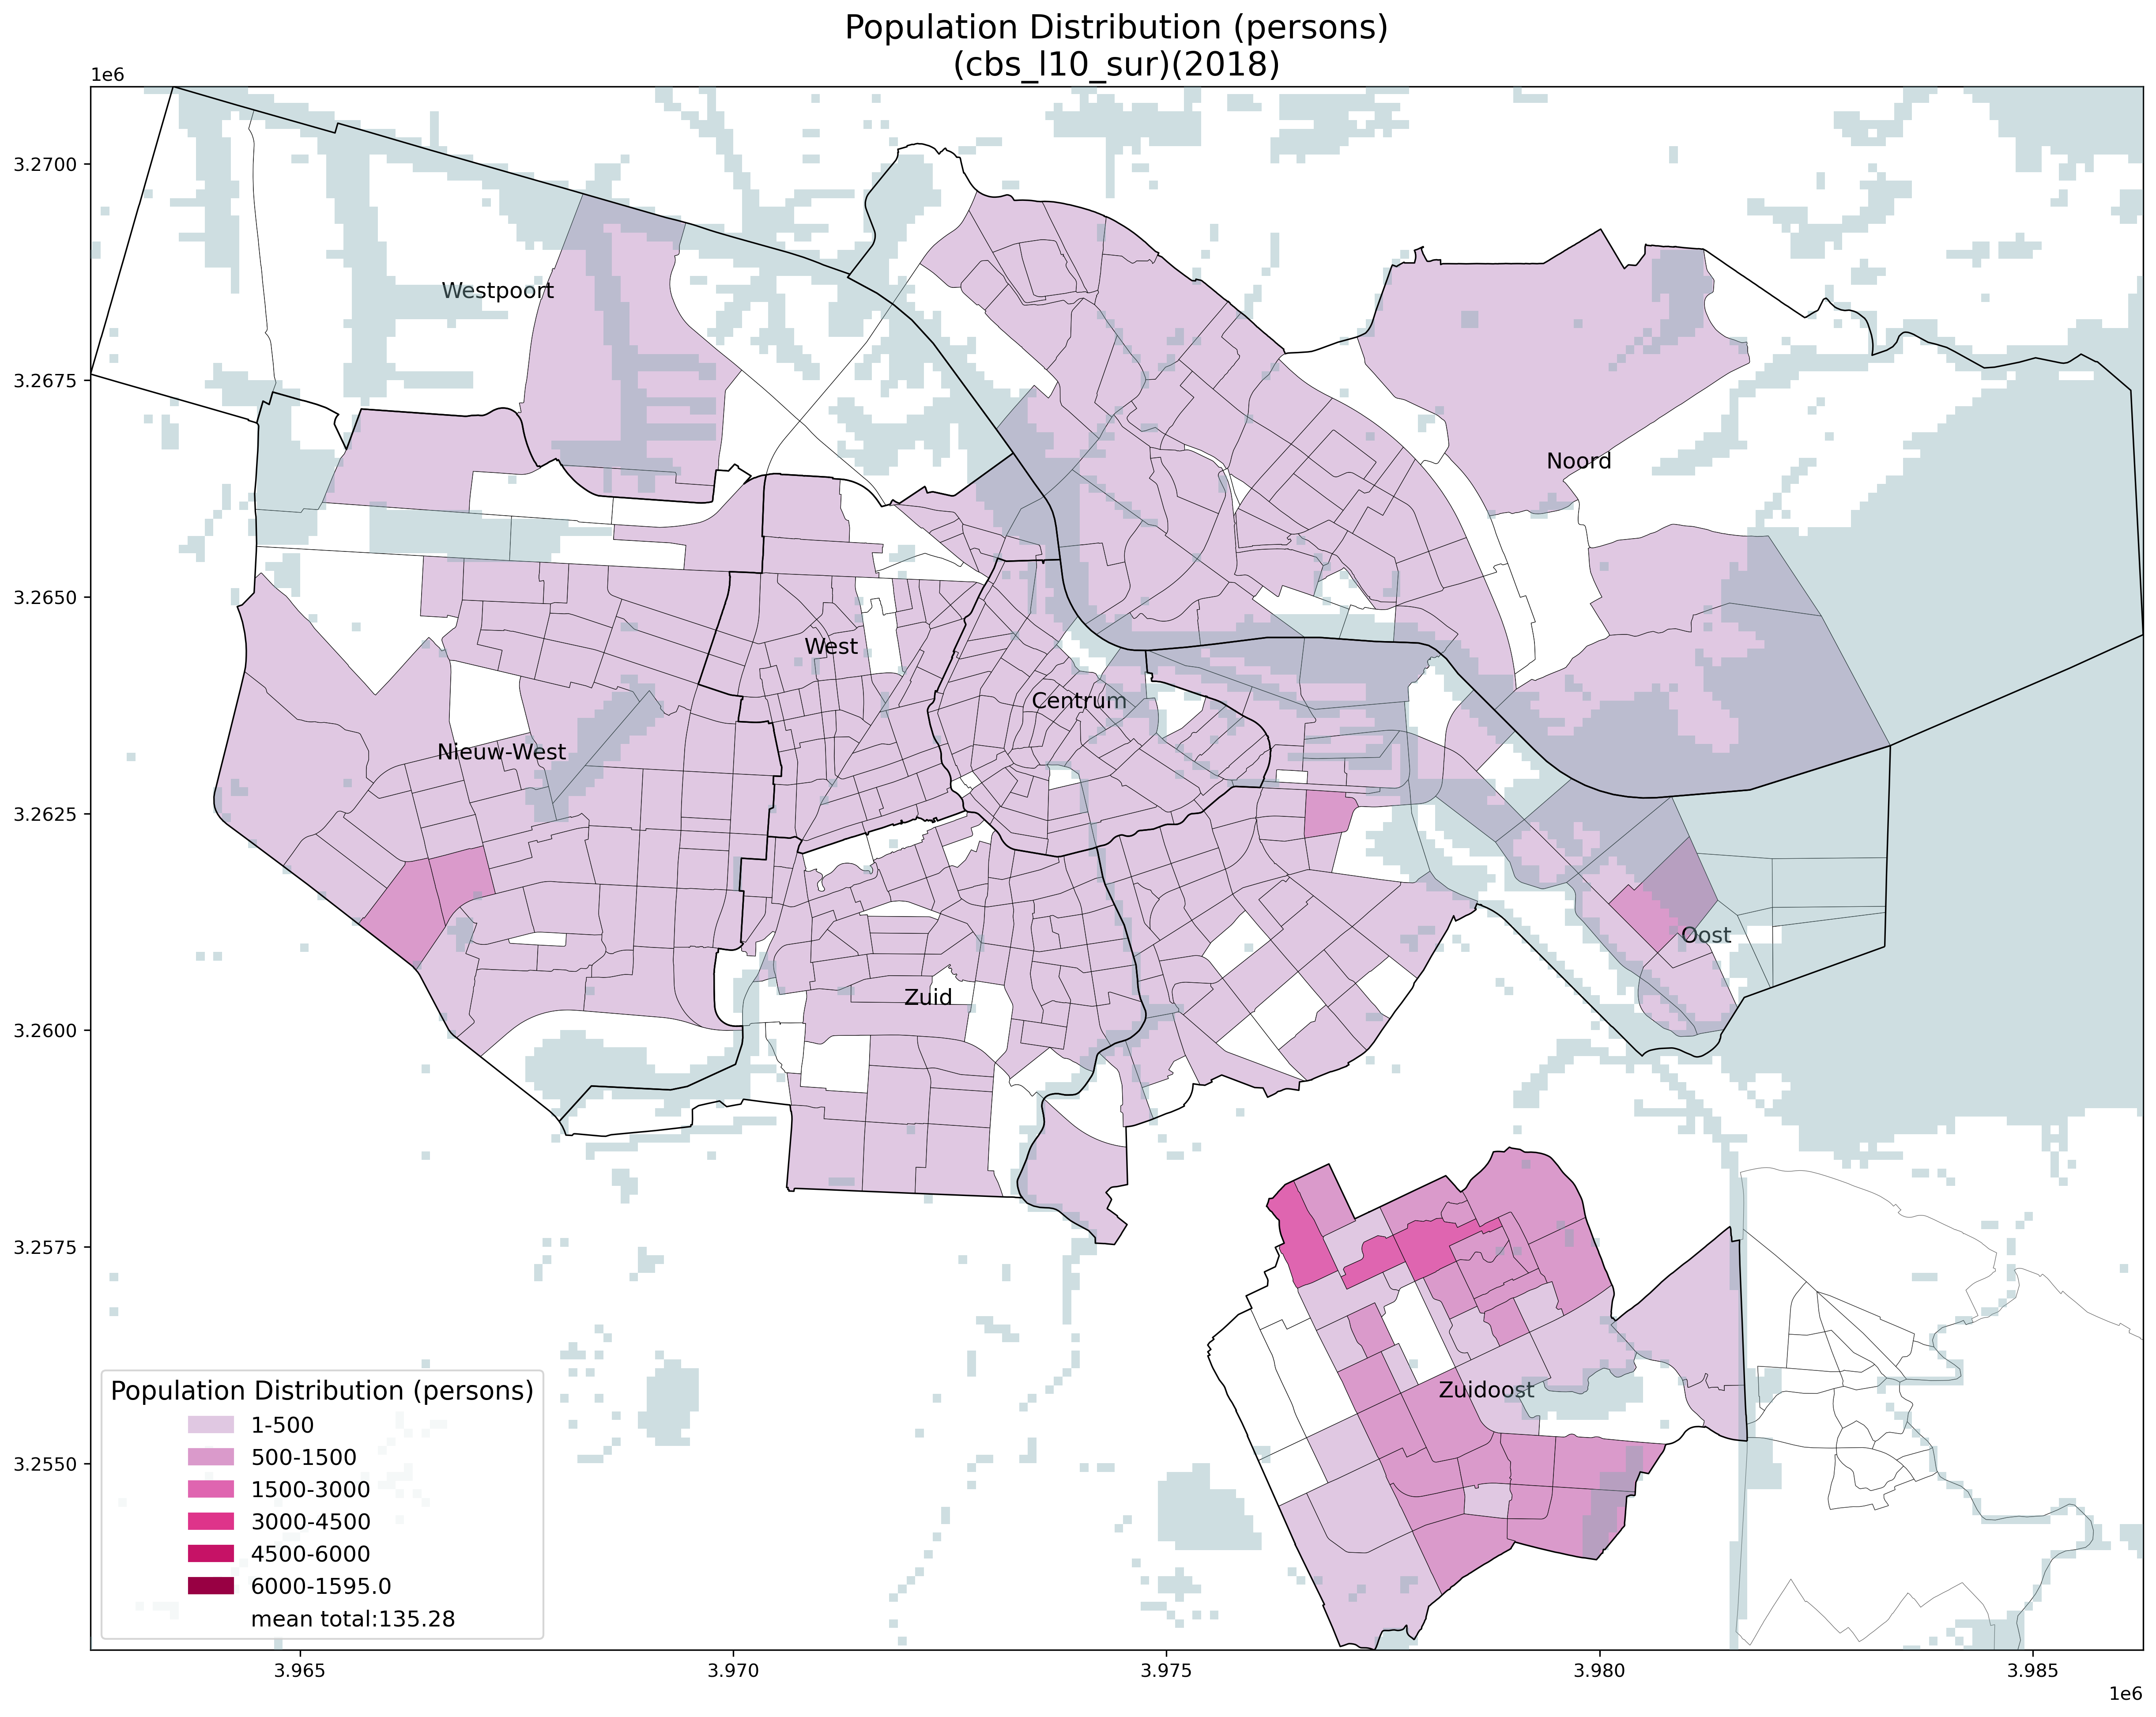 Population Distribution (persons)
(cbs_l10_sur)(2018)
1e6
3.2700
3.2675
3.2650
3.2625
3.2600
3.2575
3.2550
Westpoort
Noord
West
Centrum
Nieuw-West
Oost
Zuid
Zuidoost
Population Distribution (persons)
1-500
500-1500
1500-3000
3000-4500
4500-6000
6000-1595.0
mean total:135.28
3.965
3.970
3.975
3.980
3.985
1e6